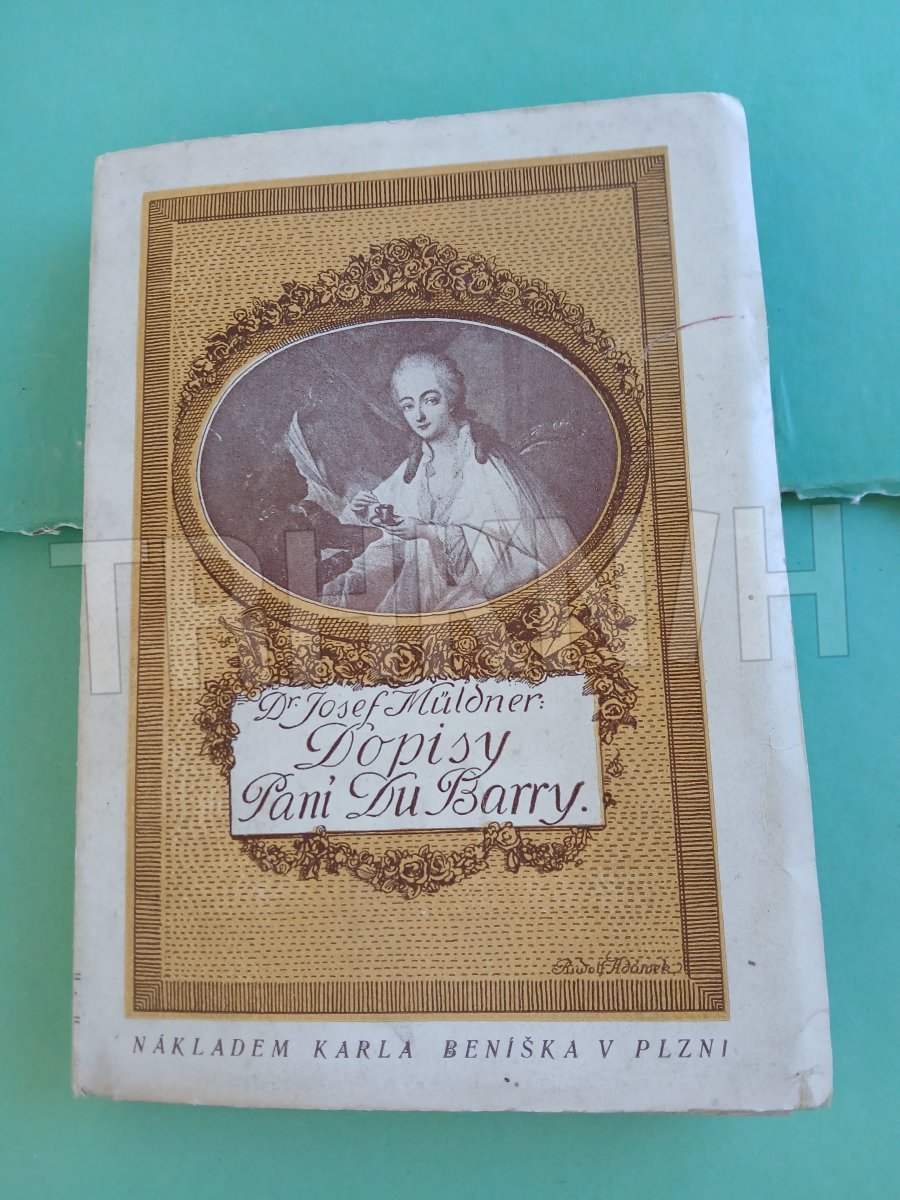 Dr. Josef Müldner:
Dopisy
Paní Du Barry.
Rudolf Adámek
NÁKLADEM KARLA BENÍŠKA V PLZNI